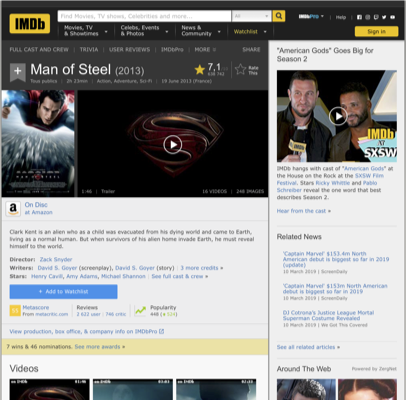 IMDb
Find Movies, TV shows, Celebrities and more...
All
IMDbPro
Help
Movies, TV
& Showtimes
Celebs, Events
& Photos
News &
Community
Watchlist
Sign in
FULL CAST AND CREW | TRIVIA | USER REVIEWS | IMDbPro | MORE
SHARE
Man of Steel (2013)
7,1
Rate
This
Tous publics | 2h 23min | Action, Adventure, Sci-Fi | 19 June 2013 (France)
1:46 | Trailer
16 VIDEOS | 248 IMAGES
On Disc
at Amazon
Clark Kent is an alien who as a child was evacuated from his dying world and came to Earth,
living as a normal human. But when survivors of his alien home invade Earth, he must reveal
himself to the world.
Director: Zack Snyder
Writers: David S. Goyer (screenplay), David S. Goyer (story) | 3 more credits »
Stars: Henry Cavill, Amy Adams, Michael Shannon | See full cast & crew »
+ Add to Watchlist
Metascore
From metacritic.com
Reviews
2 622 user | 746 critic
Popularity
View production, box office, & company info on IMDbPro
7 wins & 46 nominations. See more awards »
Videos
"American Gods" Goes Big for
Season 2
IMDb
AT
SXSW
IMDb hangs with cast of "American Gods" at
the House on the Rock at the SXSW Film
Festival. Stars Ricky Whittle and Pablo
Schreiber reveal the one word that best
describes Season 2.
Hear from the cast »
Related News
'Captain Marvel' $153.4m North
American debut is biggest so far in 2019
(update)
10 March 2019 | ScreenDaily
'Captain Marvel' $153m North American
debut is biggest so far in 2019
10 March 2019 | ScreenDaily
DJ Cotrona's Justice League Mortal
Superman Costume Revealed
10 March 2019 | We Got This Covered
See all related articles »
Around The Web
Powered by ZergNet